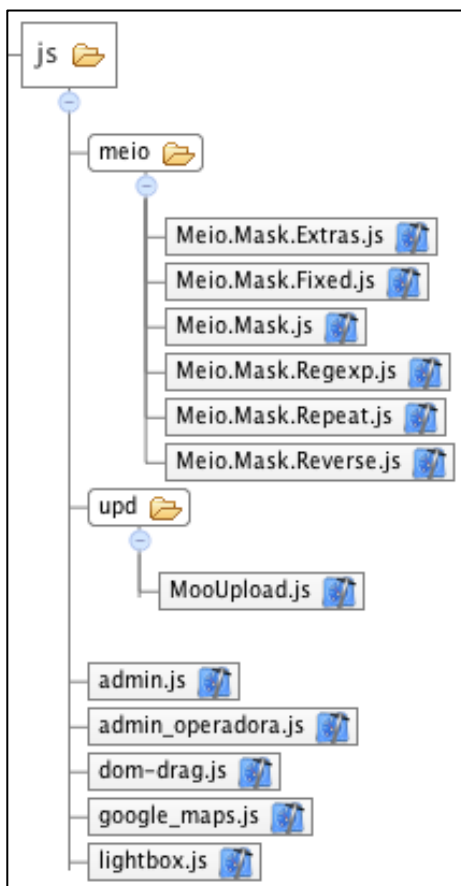 js
meio
Meio.Mask.Extras.js
Meio.Mask.Fixed.js
Meio.Mask.js
Meio.Mask.Regexp.js
Meio.Mask.Repeat.js
Meio.Mask.Reverse.js
upd
MooUpload.js
admin.js
admin_operadora.js
dom-drag.js
google_maps.js
lightbox.js